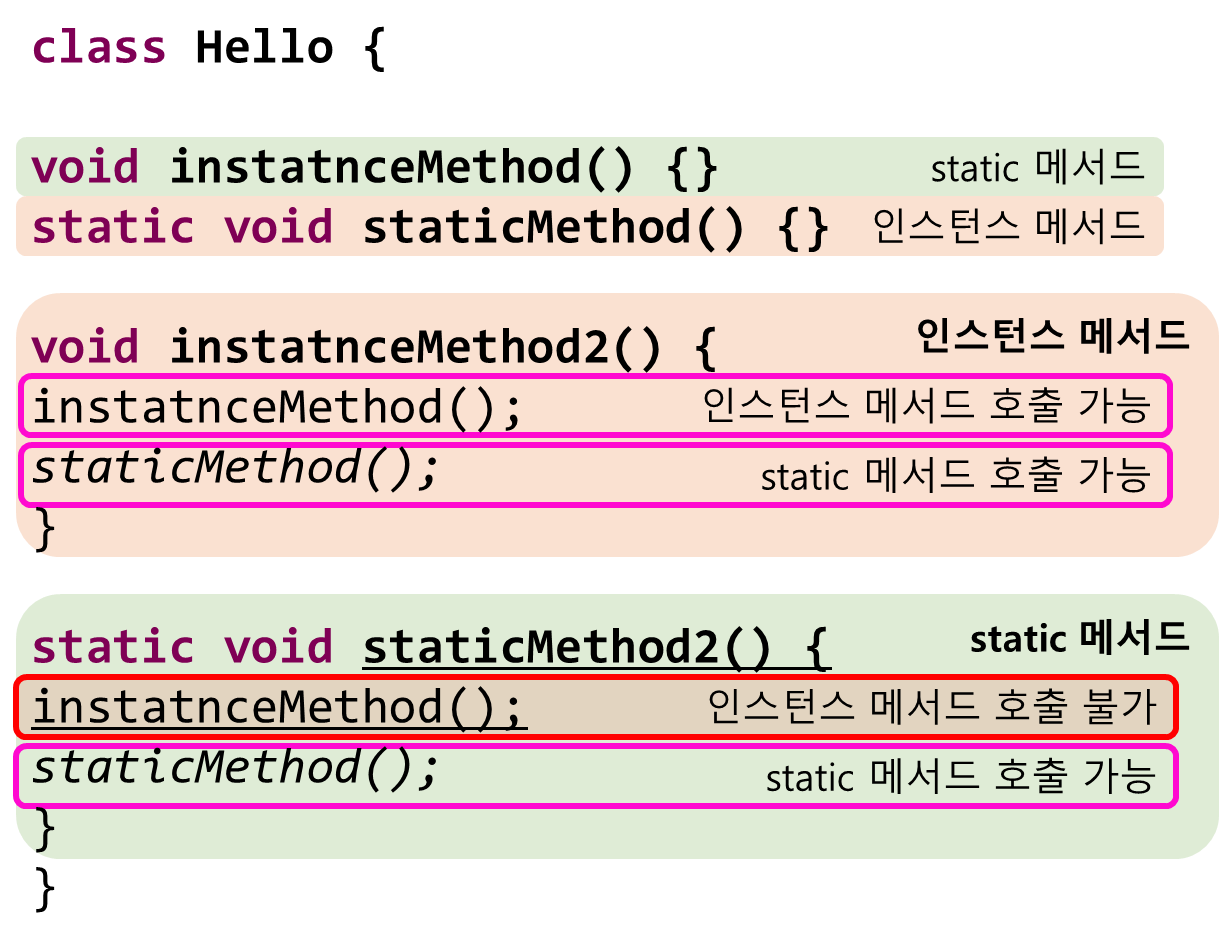 class Hello {
void instatnceMethod() {} static 메서드
static void staticMethod() {} 인스턴스 메서드
void instatnceMethod2() { 인스턴스 메서드
instatnceMethod(); 인스턴스 메서드 호출 가능
staticMethod(); static 메서드 호출 가능
}
static void staticMethod2() { static 메서드
instatnceMethod(); 인스턴스 메서드 호출 불가
staticMethod(); static 메서드 호출 가능
}
}